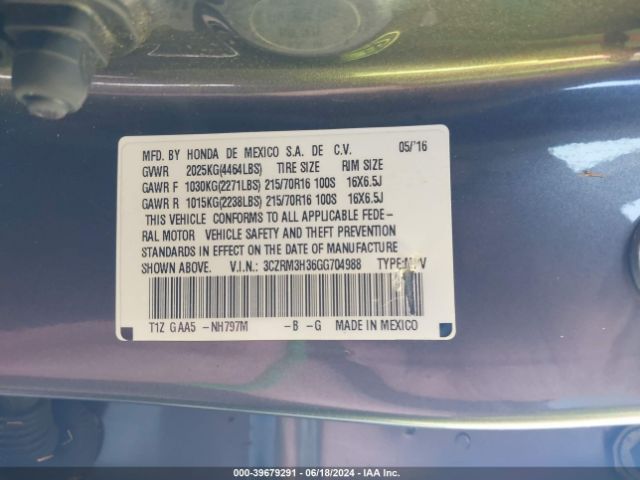 MFD. BY HONDA DE MEXICO S.A. DE C.V. 05/'16
GVWR 2025KG(4464LBS) TIRE SIZE RIM SIZE
GAWR F 1030KG(2271LBS) 215/70R16 100S 16X6.5J
GAWR R 1015KG(2238LBS) 215/70R16 100S 16X6.5J
THIS VEHICLE CONFORMS TO ALL APPLICABLE FEDE-
RAL MOTOR VEHICLE SAFETY AND THEFT PREVENTION
STANDARDS IN EFFECT ON THE DATE OF MANUFACTURE
SHOWN ABOVE. V.I.N.: 3CZRM3H36GG704988 TYPE:
T1Z GAA5 -NH797M -B -G MADE IN MEXICO
000-39679291 - 06/18/2024 - IAA Inc.